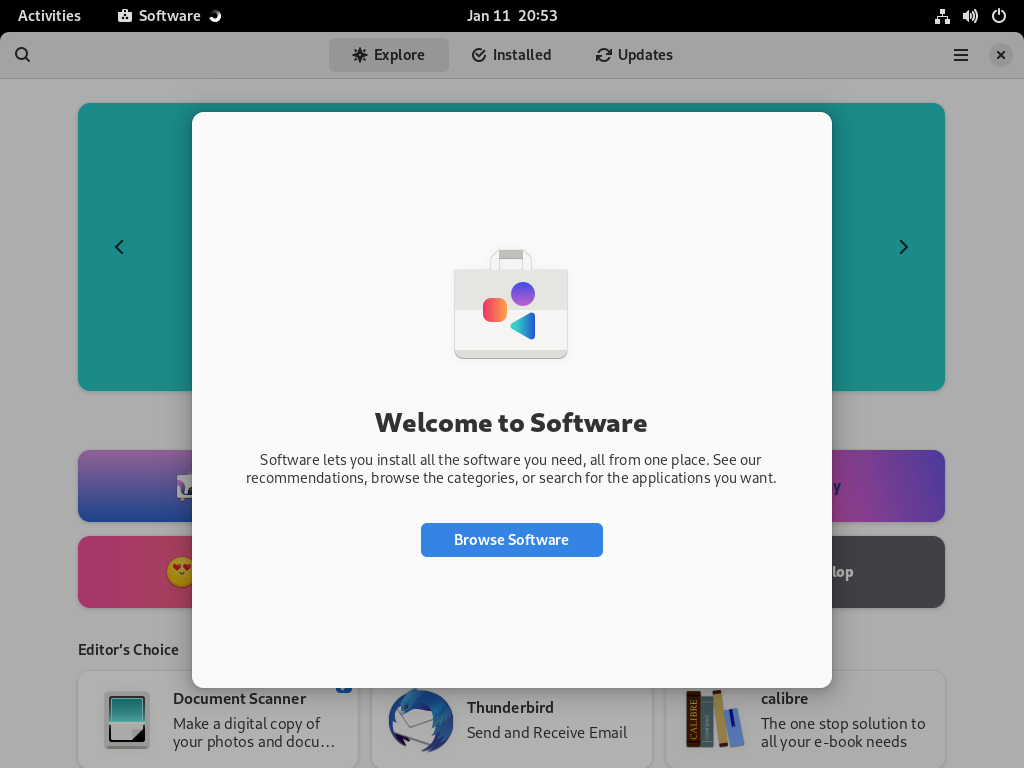 Activities Software Jan 11 20:53
Explore Installed Updates
Welcome to Software
Software lets you install all the software you need, all from one place. See our
recommendations, browse the categories, or search for the applications you want.
Browse Software
Editor's Choice
Document Scanner
Make a digital copy of
your photos and docu…
Thunderbird
Send and Receive Email
CALIBRE
calibre
The one stop solution to
all your e-book needs